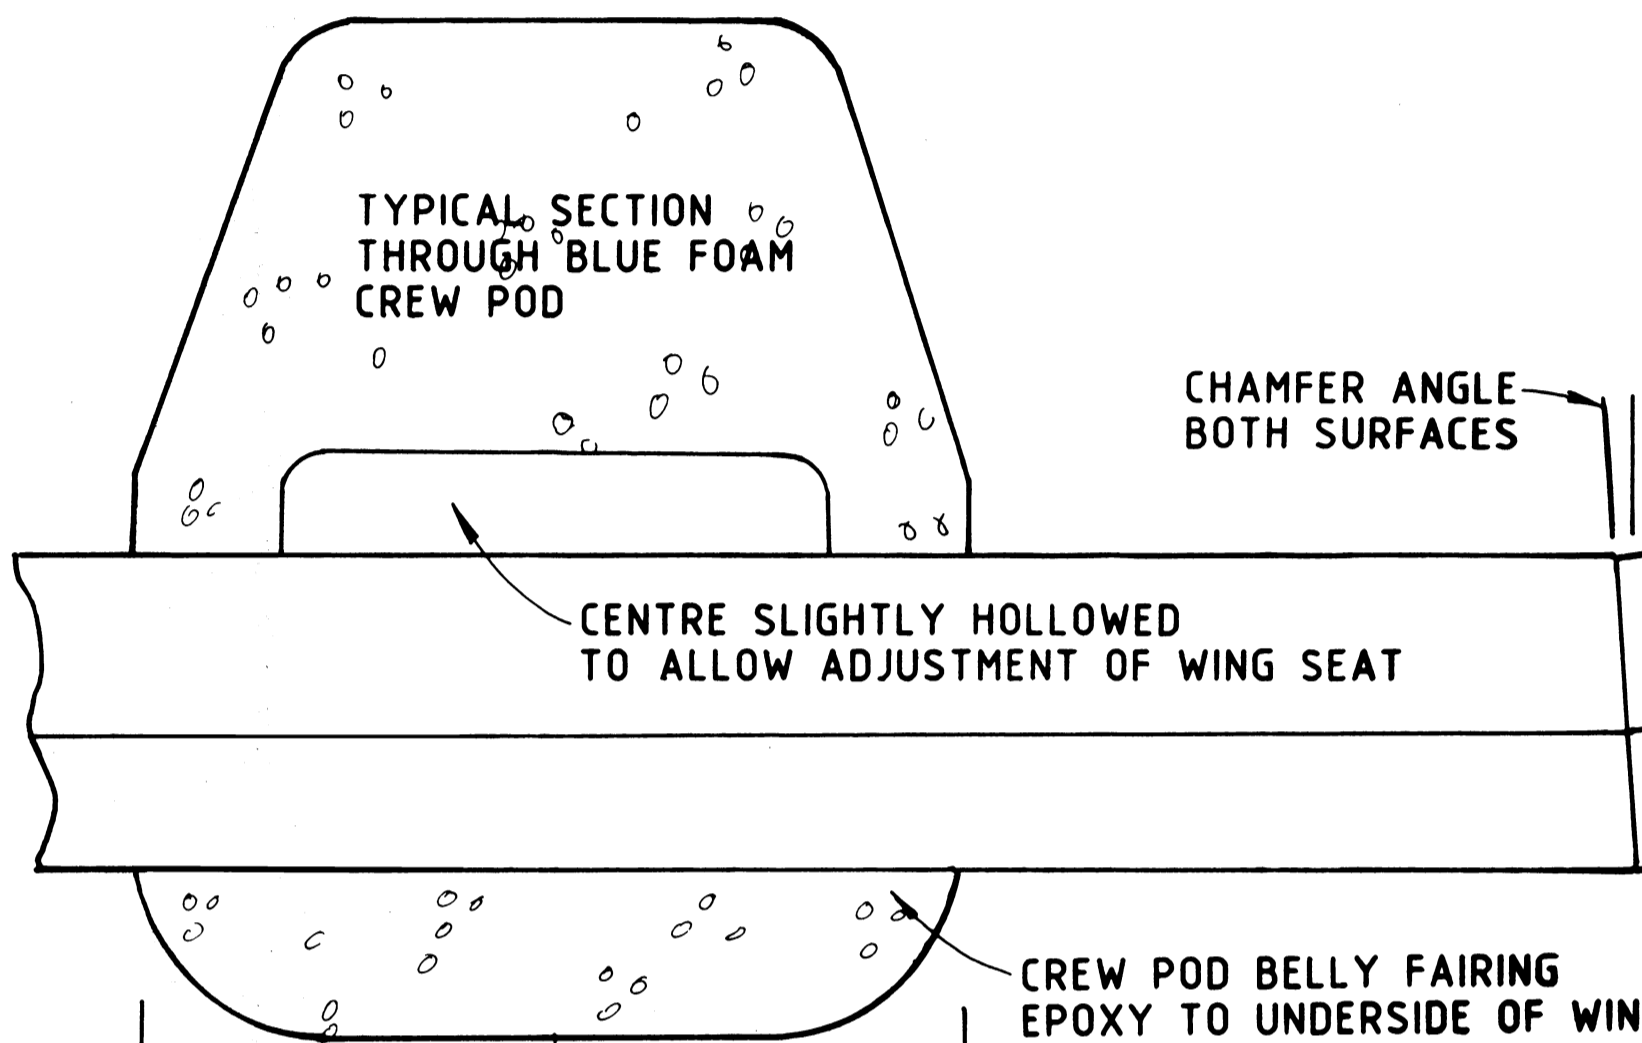 TYPICAL SECTION
THROUGH BLUE FOAM
CREW POD
CHAMFER ANGLE
BOTH SURFACES
CENTRE SLIGHTLY HOLLOWED
TO ALLOW ADJUSTMENT OF WING SEAT
CREW POD BELLY FAIRING
EPOXY TO UNDERSIDE OF WIN